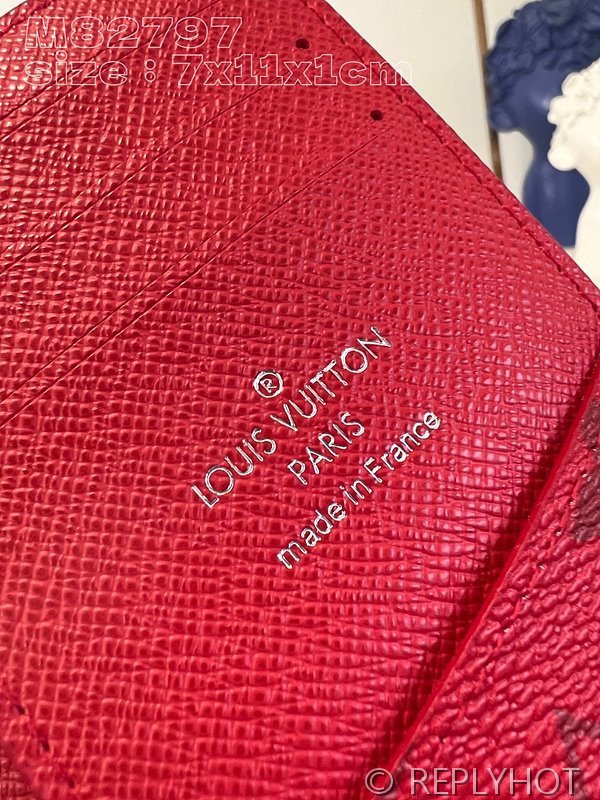 M82797
size : 7x11x1cm
®
LOUIS VUITTON
PARIS
made in France
© REPLYHOT